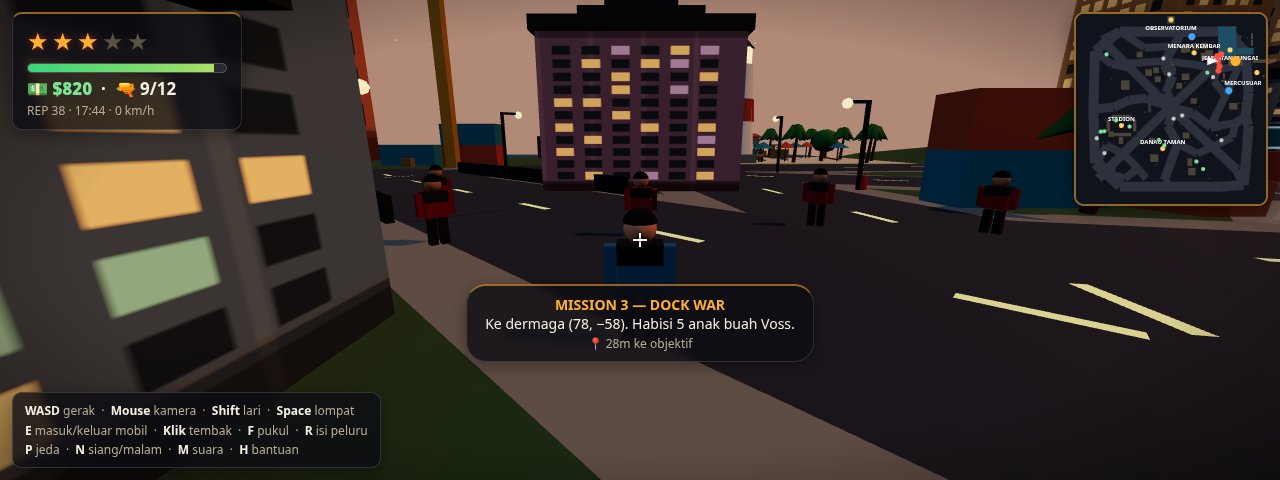 $820 · 9/12
REP 38 · 17:44 · 0 km/h
OBSERVATORIUM
MENARA KEMBAR
MERCUSUAR
STADION
DANAU TAMAN
MISSION 3 — DOCK WAR
Ke dermaga (78, −58). Habisi 5 anak buah Voss.
28m ke objektif
WASD gerak · Mouse kamera · Shift lari · Space lompat
E masuk/keluar mobil · Klik tembak · F pukul · R isi peluru
P jeda · N siang/malam · M suara · H bantuan